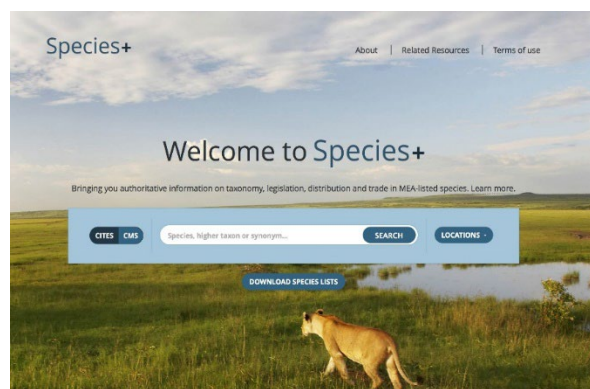 Species+
About | Related Resources | Terms of use
Welcome to Species+
Bringing you authoritative information on taxonomy, legislation, distribution and trade in MEA-listed species. Learn more.
CITES CMS Species, higher taxon or synonym... SEARCH LOCATIONS
DOWNLOAD SPECIES LISTS